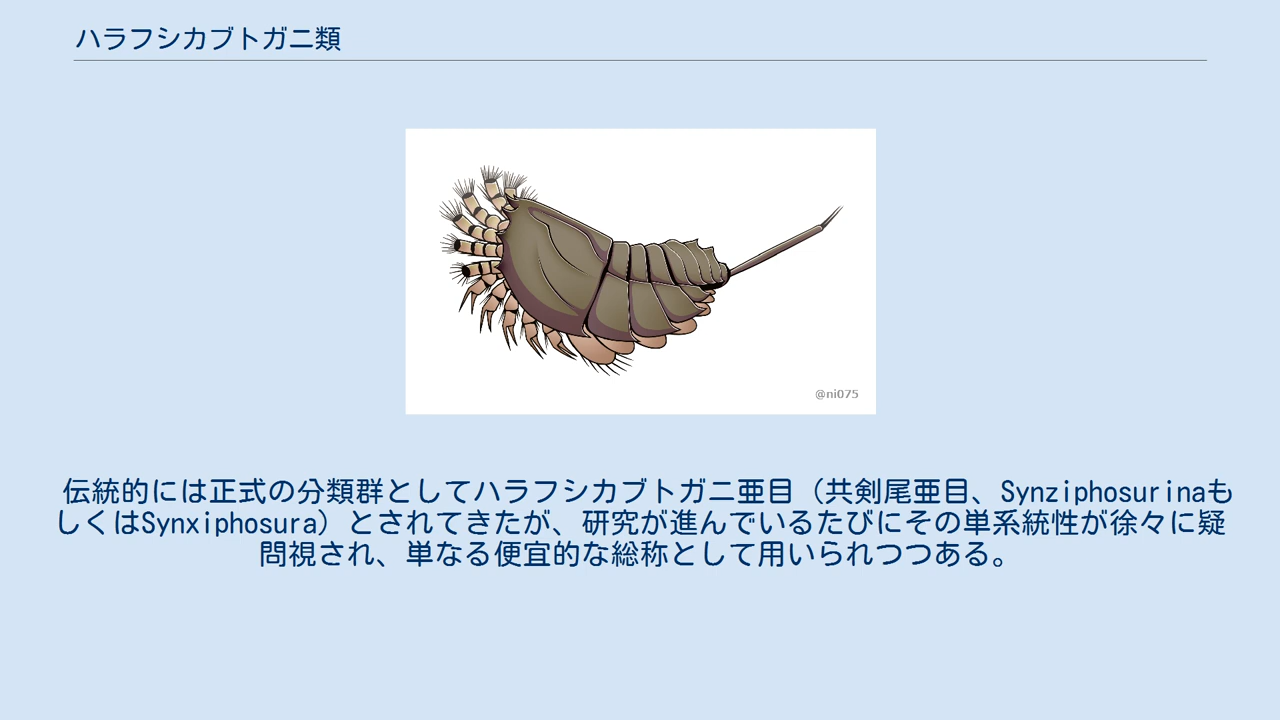 ハラフシカブトガニ類
@ni075
伝統的には正式の分類群としてハラフシカブトガニ亜目（共剣尾亜目、Synziphosurinaも
しくはSynxiphosura）とされてきたが、研究が進んでいるたびにその単系統性が徐々に疑
問視され、単なる便宜的な総称として用いられつつある。